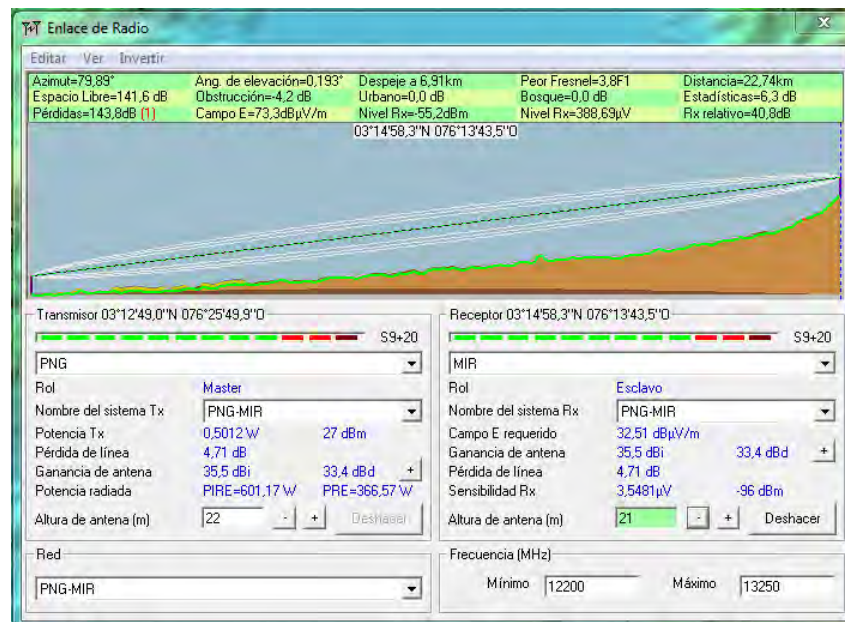 Enlace de Radio
Editar Ver Invertir
Azimut=79,89° Ang. de elevación=0,193° Despeje a 6,91km Peor Fresnel=3,8F1 Distancia=22,74km
Espacio Libre=141,6 dB Obstrucción=-4,2 dB Urbano=0,0 dB Bosque=0,0 dB Estadísticas=6,3 dB
Pérdidas=143,8dB (1) Campo E=73,3dBµV/m Nivel Rx=-55,2dBm Nivel Rx=388,69µV Rx relativo=40,8dB
03°14'58,3"N 076°13'43,5"O
Transmisor 03°12'49,0"N 076°25'49,9"O Receptor 03°14'58,3"N 076°13'43,5"O
S9+20 S9+20
PNG MIR
Rol Master Rol Esclavo
Nombre del sistema Tx PNG-MIR Nombre del sistema Rx PNG-MIR
Potencia Tx 0,5012 W 27 dBm Campo E requerido 32,51 dBµV/m
Pérdida de línea 4,71 dB Ganancia de antena 35,5 dBi 33,4 dBd +
Ganancia de antena 35,5 dBi 33,4 dBd + Pérdida de línea 4,71 dB
Potencia radiada PIRE=601,17 W PRE=366,57 W Sensibilidad Rx 3,5481µV -96 dBm
Altura de antena (m) 22 - + Deshacer Altura de antena (m) 21 - + Deshacer
Red Frecuencia (MHz)
PNG-MIR Mínimo 12200 Máximo 13250